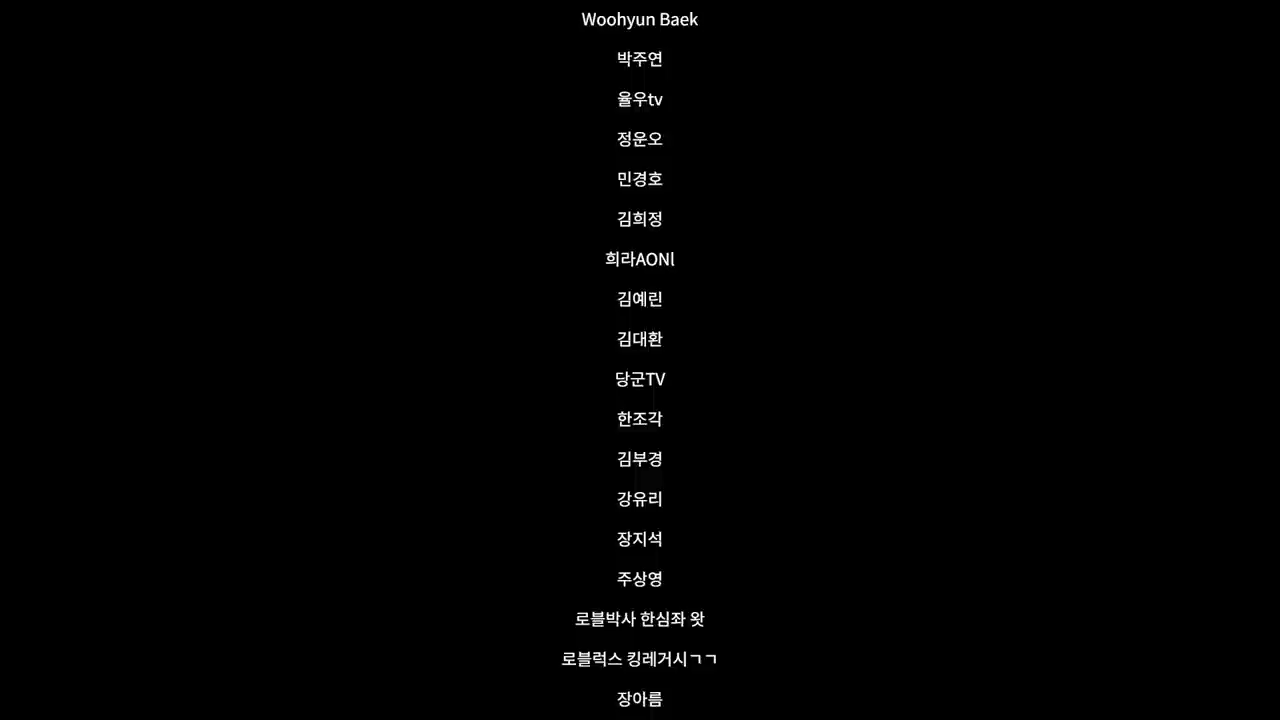 Woohyun Baek
박주연
율우tv
정운오
민경호
김희정
희라AONl
김예린
김대환
당군TV
한조각
김부경
강유리
장지석
주상영
로블박사 한심좌 왓
로블럭스 킹레거시ㄱㄱ
장아름